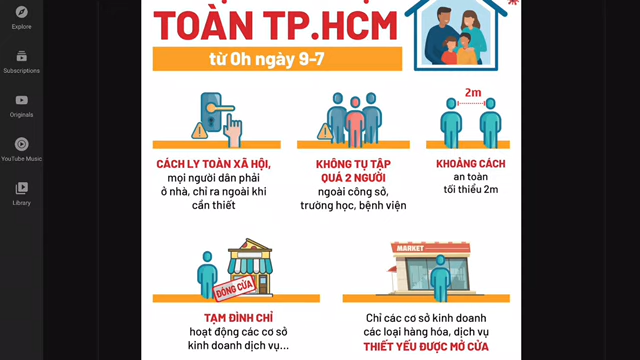 TOÀN TP.HCM
từ 0h ngày 9-7
Explore
Subscriptions
Originals
YouTube Music
Library
2m
CÁCH LY TOÀN XÃ HỘI,
mọi người dân phải
ở nhà, chỉ ra ngoài khi
cần thiết
KHÔNG TỤ TẬP
QUÁ 2 NGƯỜI
ngoài công sở,
trường học, bệnh viện
KHOẢNG CÁCH
an toàn
tối thiểu 2m
ĐÓNG CỬA
MARKET
TẠM ĐÌNH CHỈ
hoạt động các cơ sở
kinh doanh dịch vụ...
Chỉ các cơ sở kinh doanh
các loại hàng hóa, dịch vụ
THIẾT YẾU ĐƯỢC MỞ CỬA